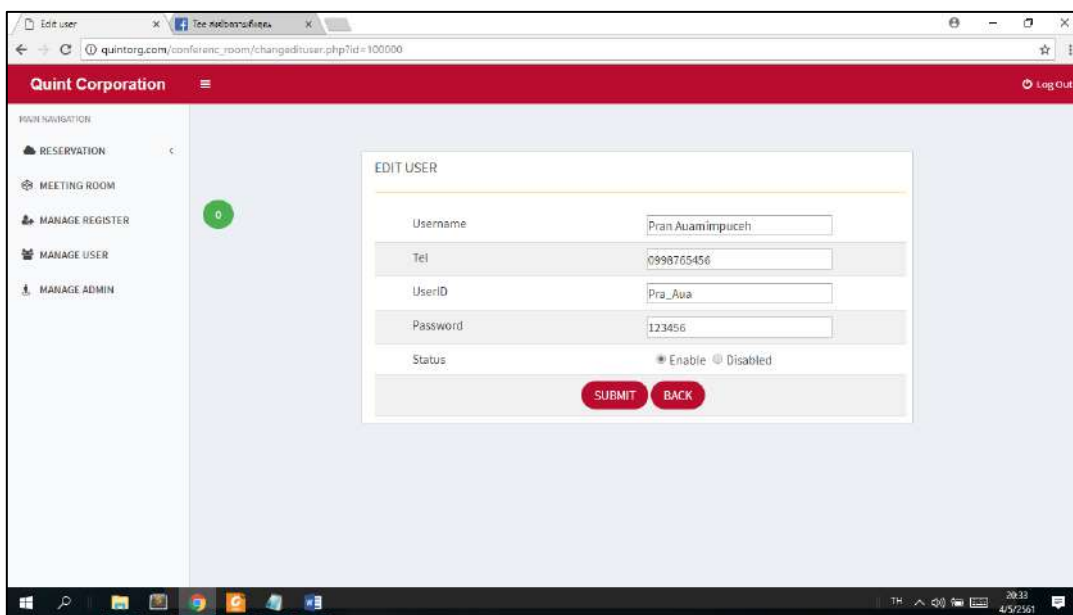 Edit user
Tee
quintorg.com/conferenc_room/changedituser.php?id=100000
Quint Corporation
Log Out
MAIN NAVIGATION
RESERVATION
MEETING ROOM
MANAGE REGISTER
0
MANAGE USER
MANAGE ADMIN
EDIT USER
Username Pran Auamimpuceh
Tel 0998765456
UserID Pra_Aua
Password 123456
Status Enable Disabled
SUBMIT BACK
TH
20:33
4/5/2561